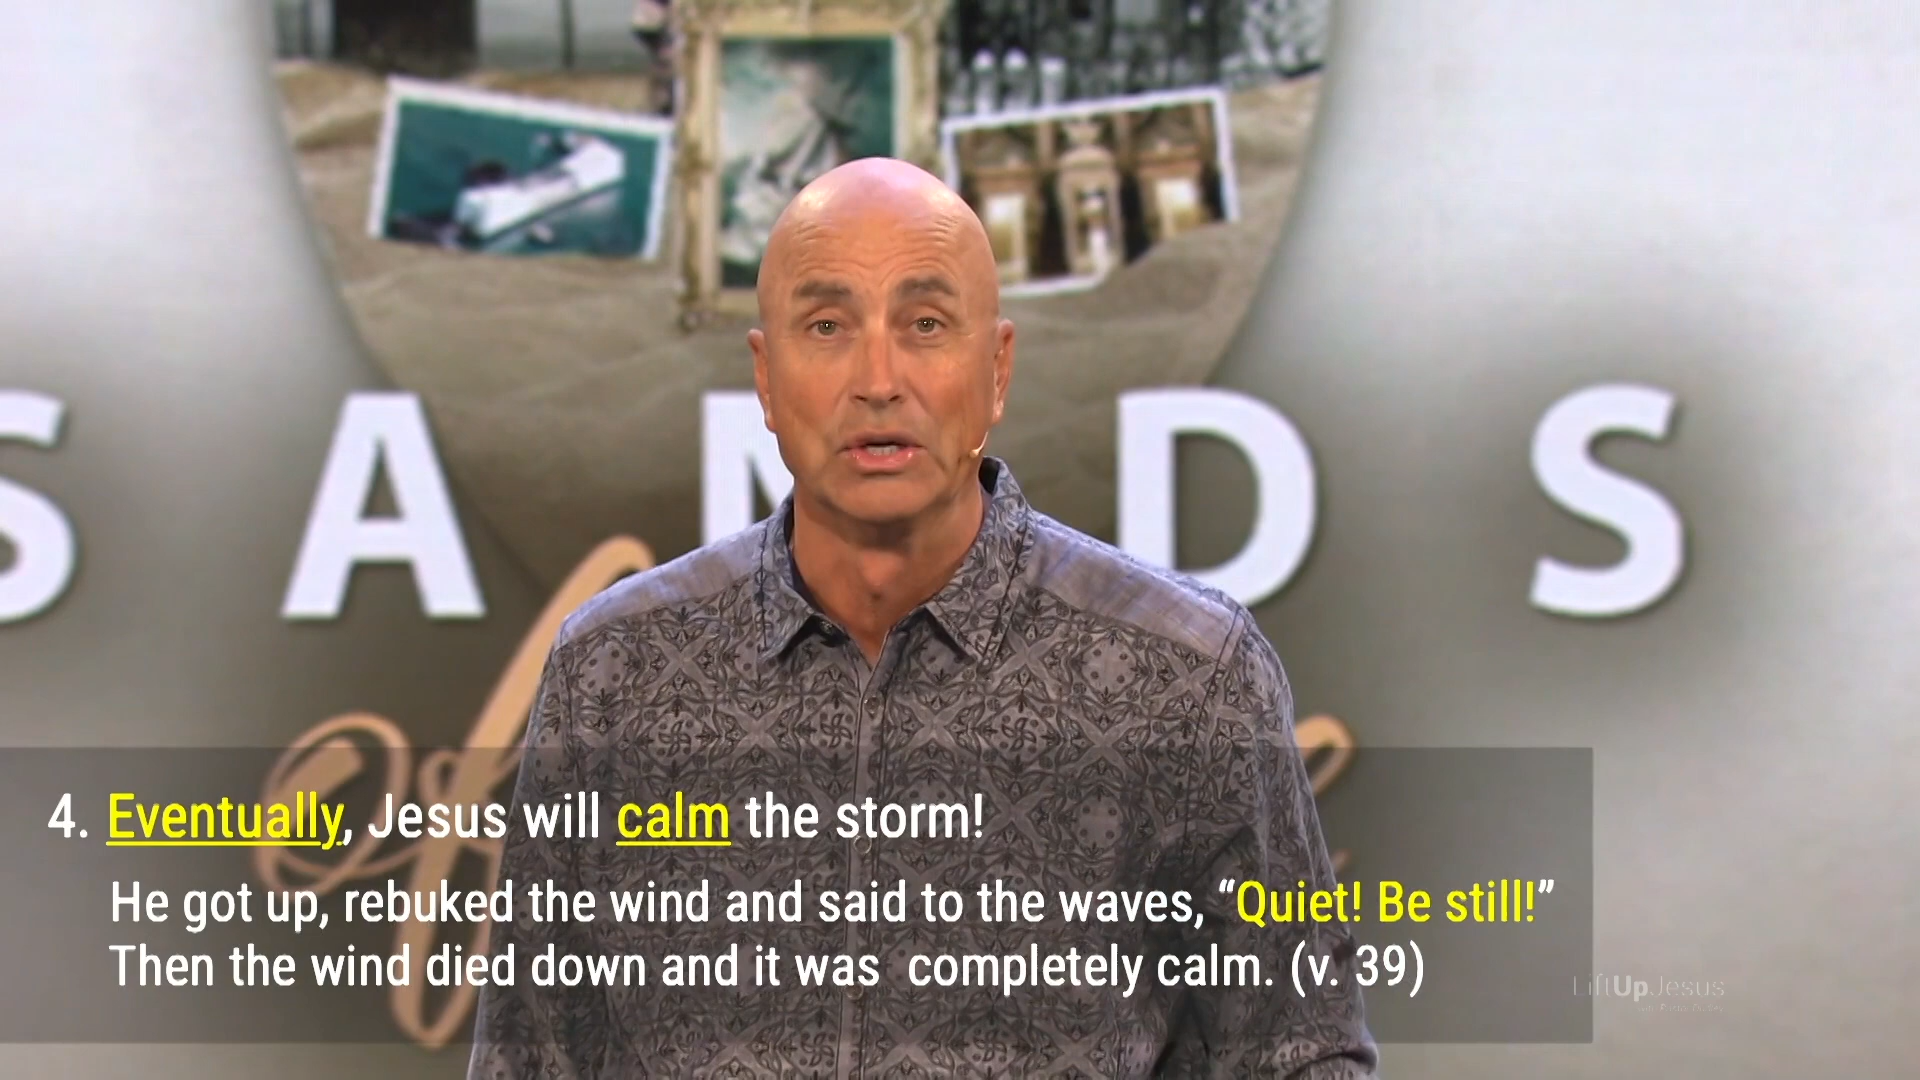 S A N D S
of
4. Eventually, Jesus will calm the storm!
He got up, rebuked the wind and said to the waves, “Quiet! Be still!”
Then the wind died down and it was completely calm. (v. 39)
LiftUpJesus